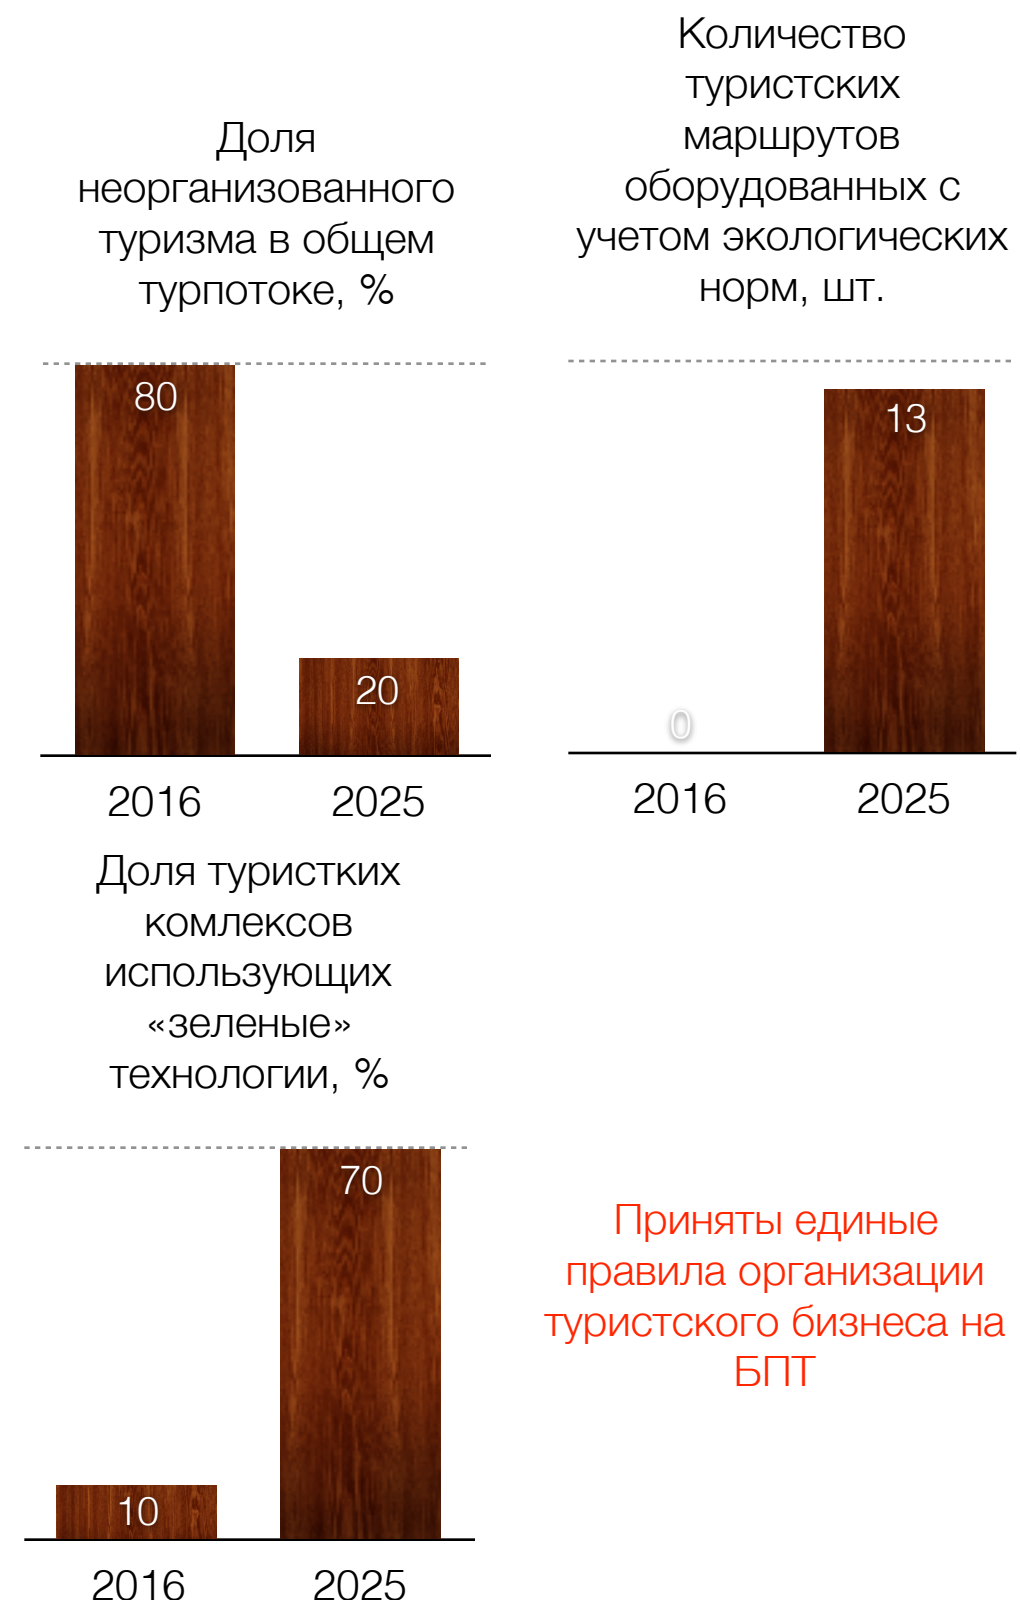 Доля
неорганизованного
туризма в общем
турпотоке, %
80
20
2016 2025
Количество
туристских
маршрутов
оборудованных с
учетом экологических
норм, шт.
0
13
2016 2025
Доля туристких
комлексов
использующих
«зеленые»
технологии, %
10
70
2016 2025
Приняты единые
правила организации
туристского бизнеса на
БПТ